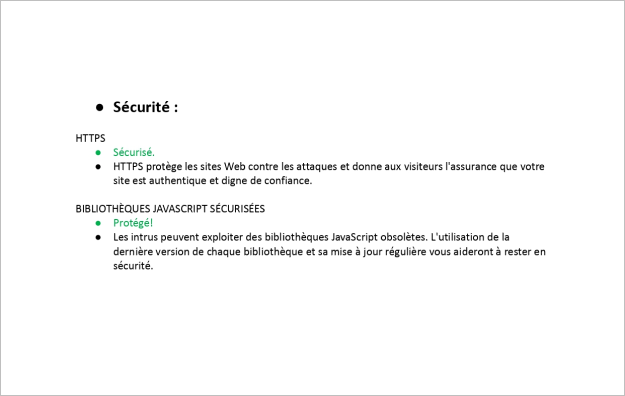 ● Sécurité :
HTTPS
● Sécurisé.
● HTTPS protège les sites Web contre les attaques et donne aux visiteurs l'assurance que votre
site est authentique et digne de confiance.
BIBLIOTHÈQUES JAVASCRIPT SÉCURISÉES
● Protégé!
● Les intrus peuvent exploiter des bibliothèques JavaScript obsolètes. L'utilisation de la
dernière version de chaque bibliothèque et sa mise à jour régulière vous aideront à rester en
sécurité.